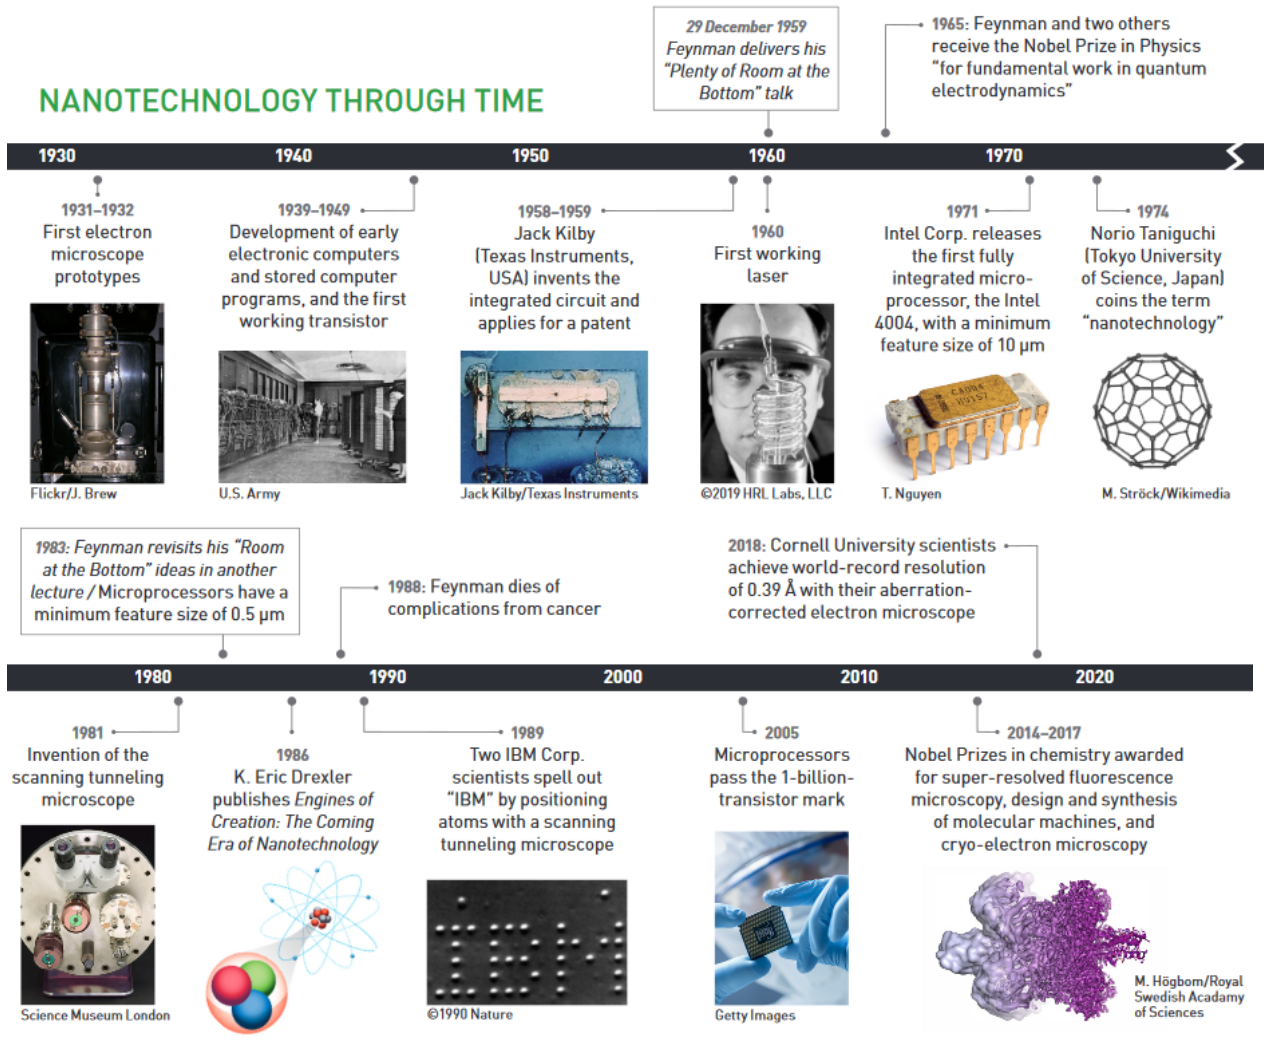 NANOTECHNOLOGY THROUGH TIME
29 December 1959
Feynman delivers his
“Plenty of Room at the
Bottom” talk
1965: Feynman and two others
receive the Nobel Prize in Physics
“for fundamental work in quantum
electrodynamics”
1930 1940 1950 1960 1970
1931–1932
First electron
microscope
prototypes
Flickr/J. Brew
1939–1949
Development of early
electronic computers
and stored computer
programs, and the first
working transistor
U.S. Army
1958–1959
Jack Kilby
(Texas Instruments,
USA) invents the
integrated circuit and
applies for a patent
Jack Kilby/Texas Instruments
1960
First working
laser
©2019 HRL Labs, LLC
1971
Intel Corp. releases
the first fully
integrated micro-
processor, the Intel
4004, with a minimum
feature size of 10 µm
C4004
T. Nguyen
1974
Norio Taniguchi
(Tokyo University
of Science, Japan)
coins the term
“nanotechnology”
M. Ströck/Wikimedia
1983: Feynman revisits his “Room
at the Bottom” ideas in another
lecture / Microprocessors have a
minimum feature size of 0.5 µm
1988: Feynman dies of
complications from cancer
2018: Cornell University scientists
achieve world-record resolution
of 0.39 Å with their aberration-
corrected electron microscope
1980 1990 2000 2010 2020
1981
Invention of the
scanning tunneling
microscope
Science Museum London
1986
K. Eric Drexler
publishes Engines of
Creation: The Coming
Era of Nanotechnology
1989
Two IBM Corp.
scientists spell out
“IBM” by positioning
atoms with a scanning
tunneling microscope
IBM
©1990 Nature
2005
Microprocessors
pass the 1-billion-
transistor mark
Getty Images
2014–2017
Nobel Prizes in chemistry awarded
for super-resolved fluorescence
microscopy, design and synthesis
of molecular machines, and
cryo-electron microscopy
M. Högbom/Royal
Swedish Acadamy
of Sciences